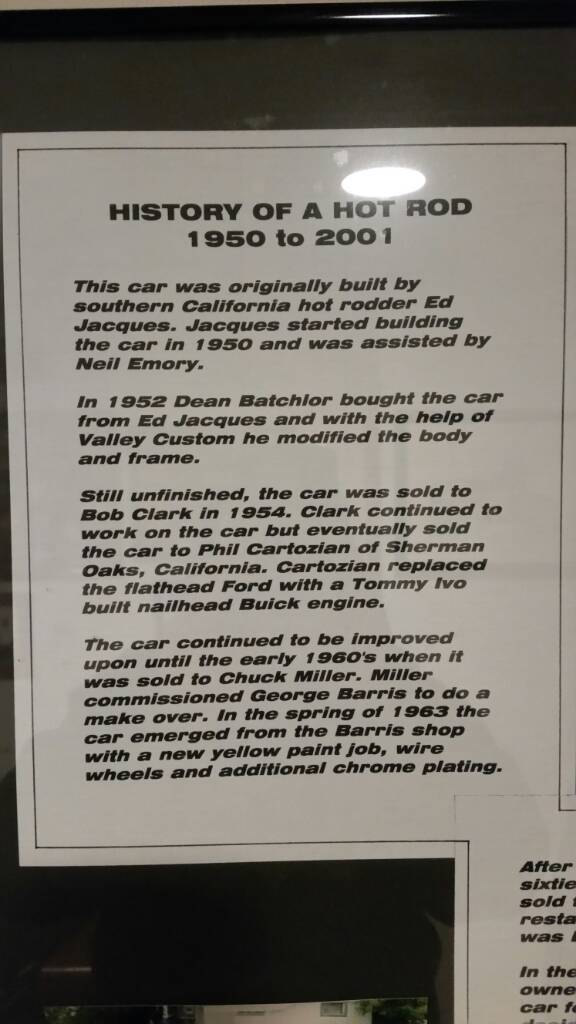 HISTORY OF A HOT ROD
1950 to 2001
This car was originally built by
southern California hot rodder Ed
Jacques. Jacques started building
the car in 1950 and was assisted by
Neil Emory.
In 1952 Dean Batchlor bought the car
from Ed Jacques and with the help of
Valley Custom he modified the body
and frame.
Still unfinished, the car was sold to
Bob Clark in 1954. Clark continued to
work on the car but eventually sold
the car to Phil Cartozian of Sherman
Oaks, California. Cartozian replaced
the flathead Ford with a Tommy Ivo
built nailhead Buick engine.
The car continued to be improved
upon until the early 1960's when it
was sold to Chuck Miller. Miller
commissioned George Barris to do a
make over. In the spring of 1963 the
car emerged from the Barris shop
with a new yellow paint job, wire
wheels and additional chrome plating.
After
sixtie
sold
resta
was
In the
owne
car